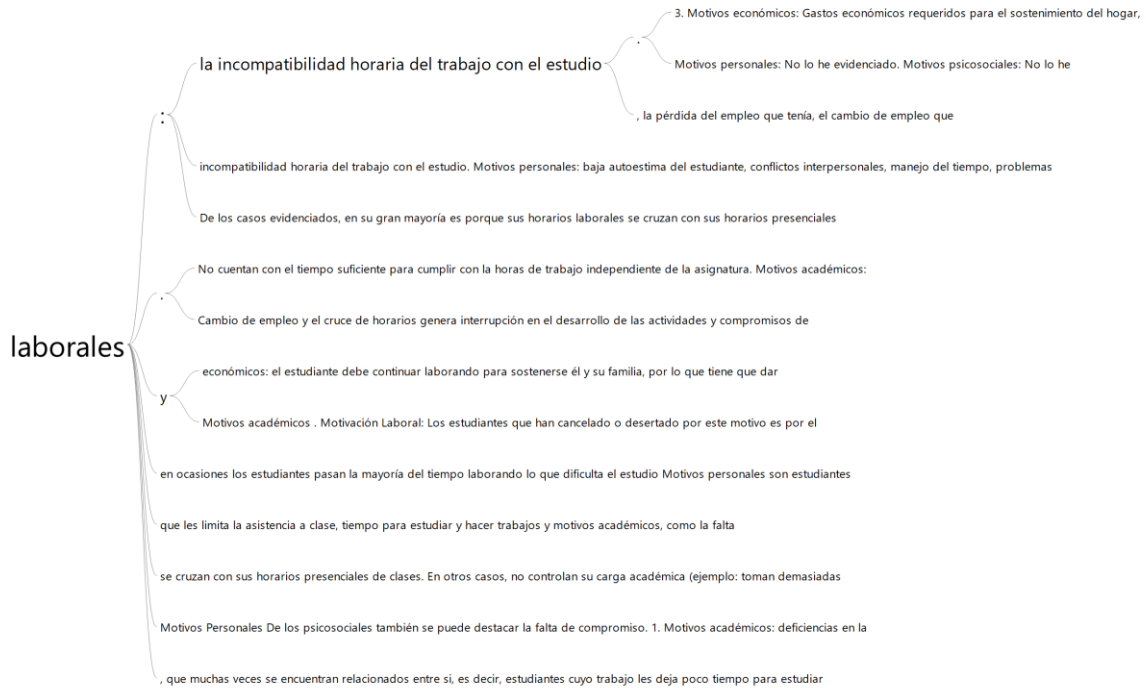 3. Motivos económicos: Gastos económicos requeridos para el sostenimiento del hogar,
.
la incompatibilidad horaria del trabajo con el estudio
Motivos personales: No lo he evidenciado. Motivos psicosociales: No lo he
:
, la pérdida del empleo que tenía, el cambio de empleo que
incompatibilidad horaria del trabajo con el estudio. Motivos personales: baja autoestima del estudiante, conflictos interpersonales, manejo del tiempo, problemas
De los casos evidenciados, en su gran mayoría es porque sus horarios laborales se cruzan con sus horarios presenciales
No cuentan con el tiempo suficiente para cumplir con la horas de trabajo independiente de la asignatura. Motivos académicos:
.
Cambio de empleo y el cruce de horarios genera interrupción en el desarrollo de las actividades y compromisos de
laborales
económicos: el estudiante debe continuar laborando para sostenerse él y su familia, por lo que tiene que dar
y
Motivos académicos . Motivación Laboral: Los estudiantes que han cancelado o desertado por este motivo es por el
en ocasiones los estudiantes pasan la mayoría del tiempo laborando lo que dificulta el estudio Motivos personales son estudiantes
que les limita la asistencia a clase, tiempo para estudiar y hacer trabajos y motivos académicos, como la falta
se cruzan con sus horarios presenciales de clases. En otros casos, no controlan su carga académica (ejemplo: toman demasiadas
Motivos Personales De los psicosociales también se puede destacar la falta de compromiso. 1. Motivos académicos: deficiencias en la
, que muchas veces se encuentran relacionados entre si, es decir, estudiantes cuyo trabajo les deja poco tiempo para estudiar